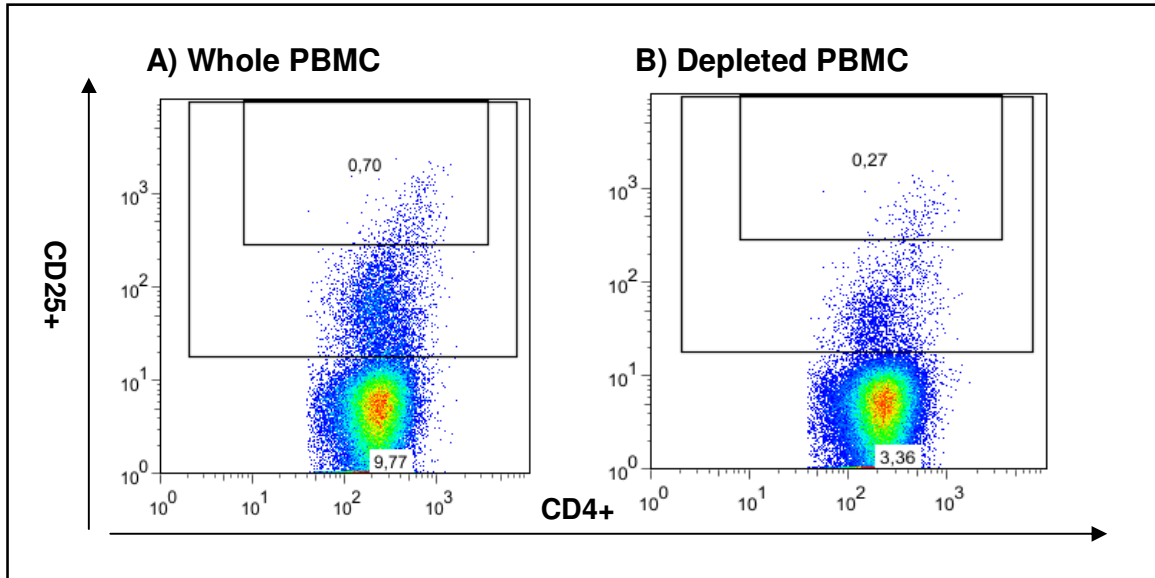 A) Whole PBMC
B) Depleted PBMC
CD25+
0,70
10³
10²
10¹
10⁰
9,77
10⁰ 10¹ 10² 10³
0,27
10³
10²
10¹
10⁰
3,36
10⁰ 10¹ 10² 10³
CD4+